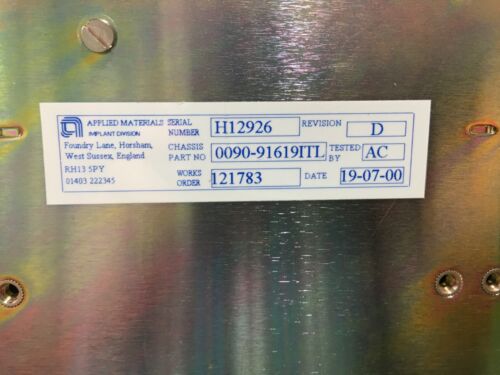 APPLIED MATERIALS
IMPLANT DIVISION
Foundry Lane, Horsham,
West Sussex, England
RH13 5PY
01403 222345
SERIAL NUMBER H12926 REVISION D
CHASSIS PART NO 0090-91619ITL TESTED BY AC
WORKS ORDER 121783 DATE 19-07-00